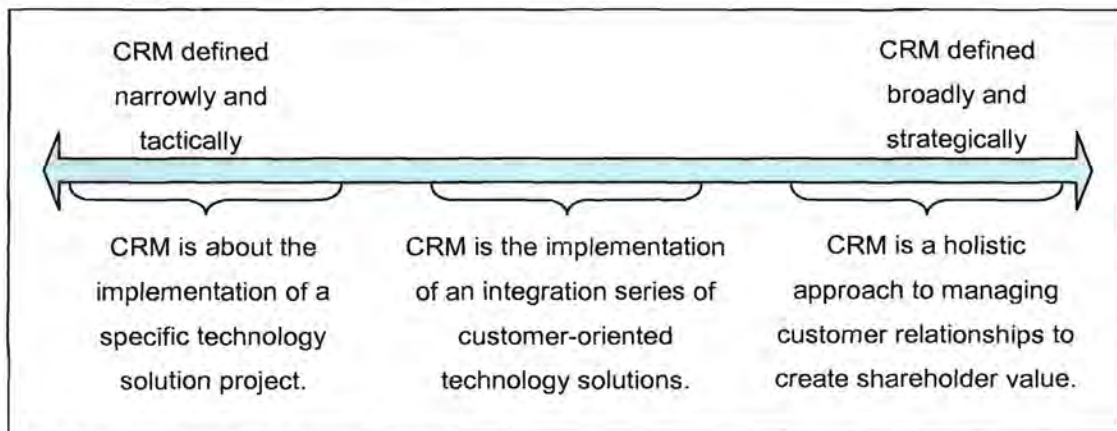 CRM defined
narrowly and
tactically
CRM defined
broadly and
strategically
CRM is about the
implementation of a
specific technology
solution project.
CRM is the implementation
of an integration series of
customer-oriented
technology solutions.
CRM is a holistic
approach to managing
customer relationships to
create shareholder value.